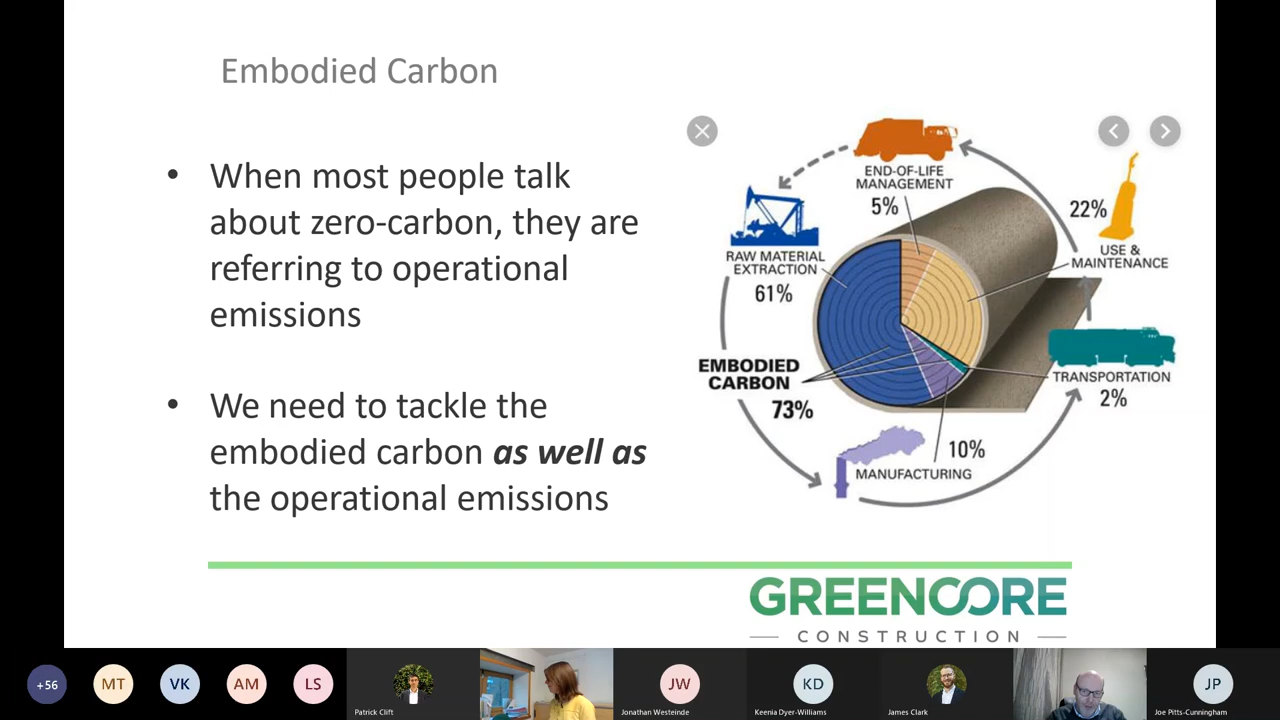 Embodied Carbon
• When most people talk
about zero-carbon, they are
referring to operational
emissions
• We need to tackle the
embodied carbon as well as
the operational emissions
END-OF-LIFE
MANAGEMENT
5%
22%
USE &
MAINTENANCE
RAW MATERIAL
EXTRACTION
61%
EMBODIED
CARBON
73%
TRANSPORTATION
2%
10%
MANUFACTURING
GREENCORE
CONSTRUCTION
+56
MT
VK
AM
LS
Patrick Clift
JW
Jonathan Westeinde
KD
Keenia Dyer-Williams
James Clark
JP
Joe Pitts-Cunningham